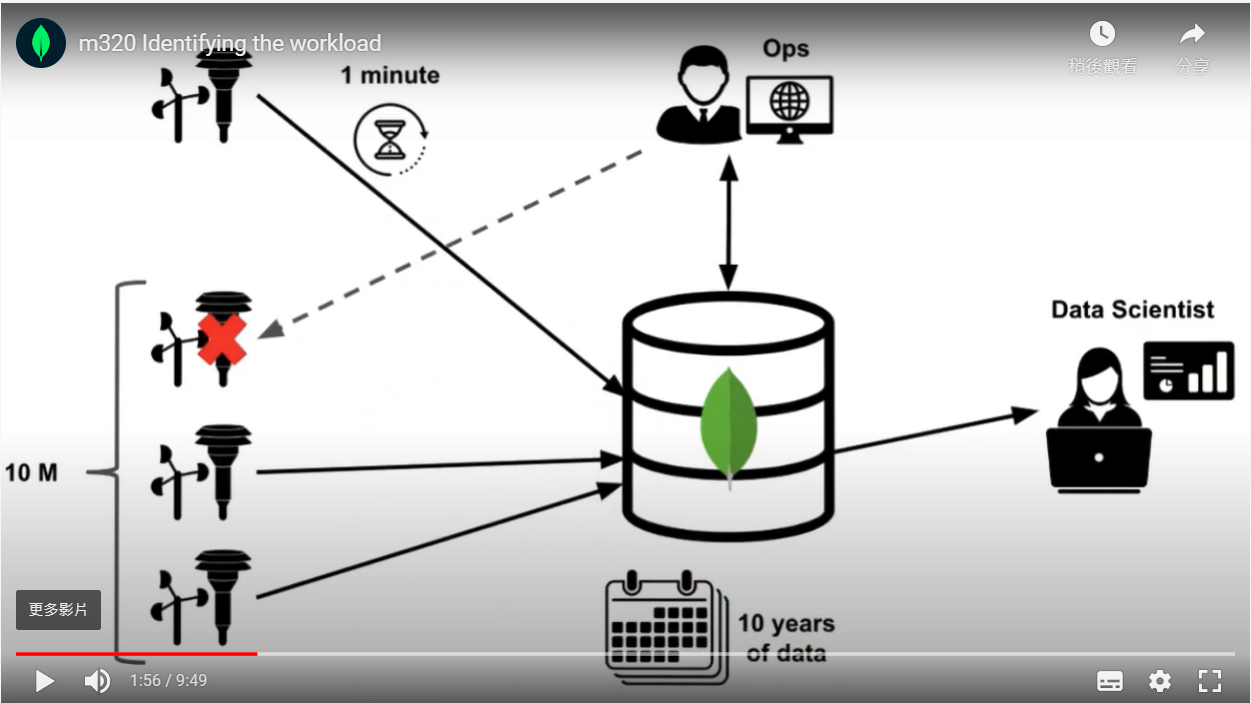 m320 Identifying the workload
稍後觀看
分享
1 minute
Ops
Data Scientist
10 M
更多影片
10 years
of data
1:56 / 9:49